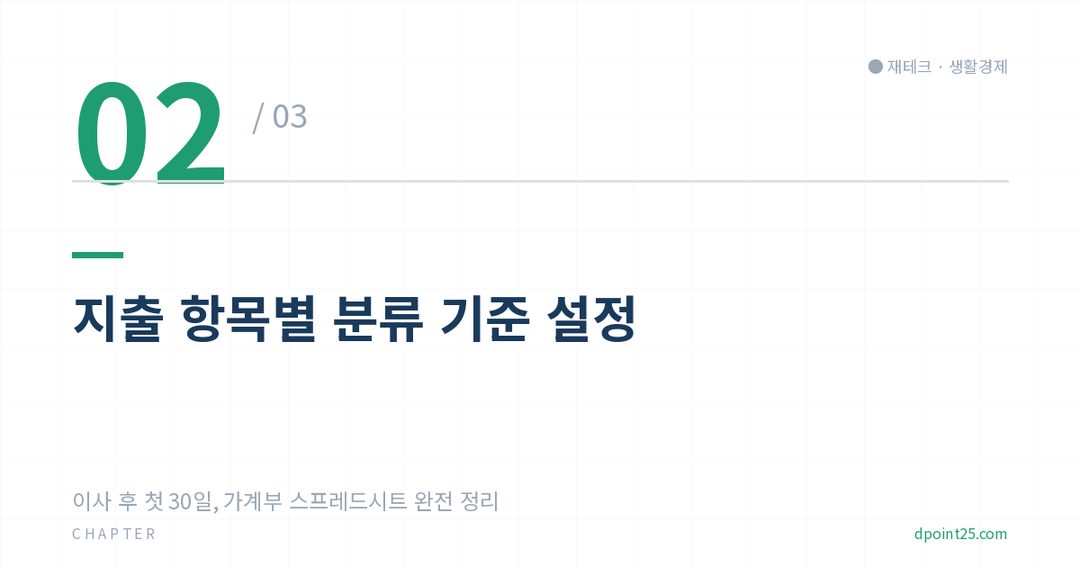 02 / 03
● 재테크 · 생활경제
지출 항목별 분류 기준 설정
이사 후 첫 30일, 가계부 스프레드시트 완전 정리
CHAPTER
dpoint25.com